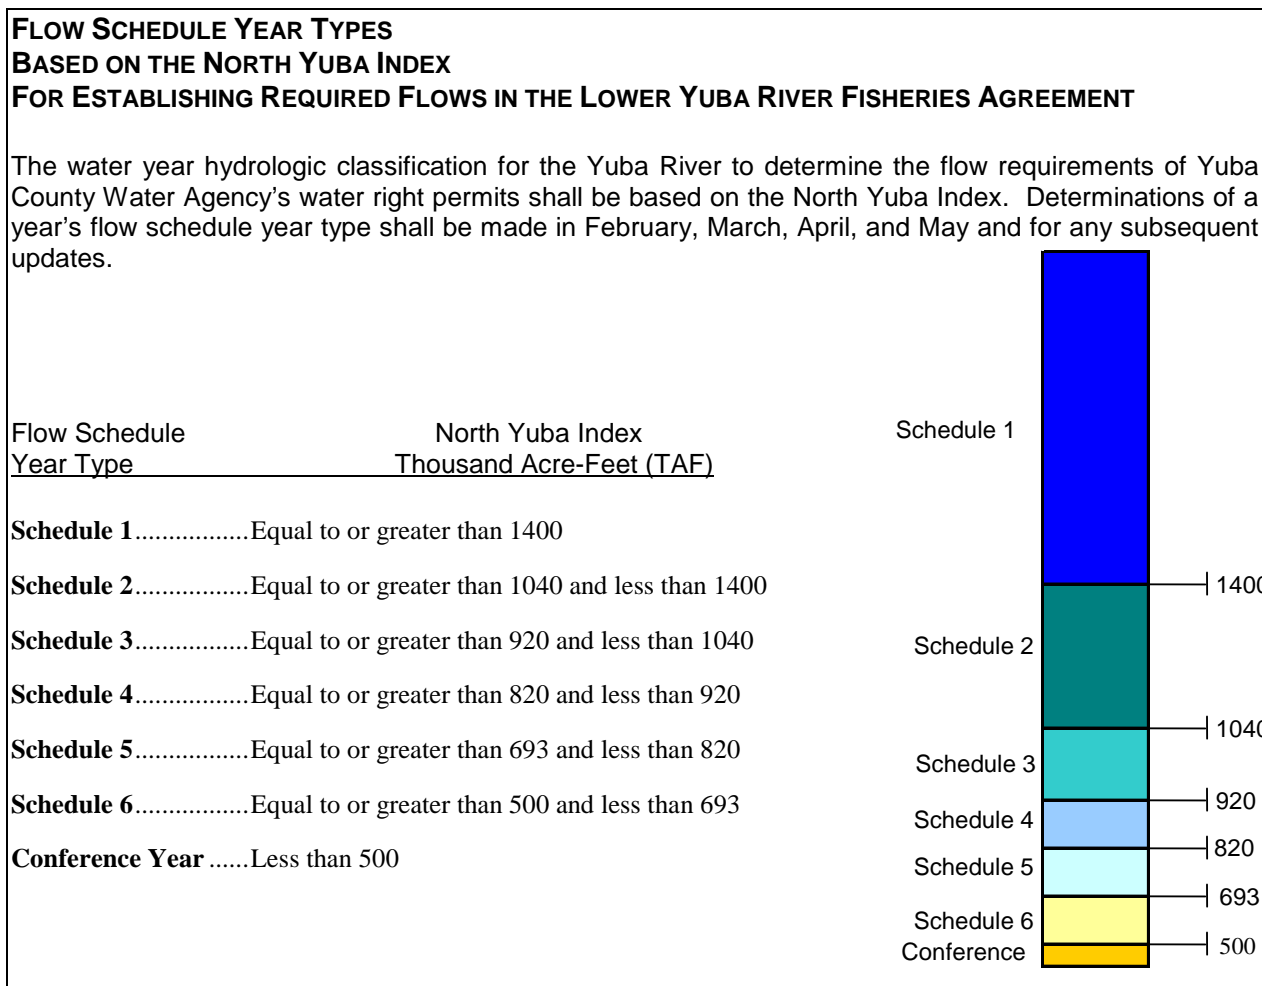 FLOW SCHEDULE YEAR TYPES
BASED ON THE NORTH YUBA INDEX
FOR ESTABLISHING REQUIRED FLOWS IN THE LOWER YUBA RIVER FISHERIES AGREEMENT
The water year hydrologic classification for the Yuba River to determine the flow requirements of Yuba
County Water Agency's water right permits shall be based on the North Yuba Index. Determinations of a
year's flow schedule year type shall be made in February, March, April, and May and for any subsequent
updates.
Flow Schedule North Yuba Index
Year Type Thousand Acre-Feet (TAF)
Schedule 1.................Equal to or greater than 1400
Schedule 2.................Equal to or greater than 1040 and less than 1400
Schedule 3.................Equal to or greater than 920 and less than 1040
Schedule 4.................Equal to or greater than 820 and less than 920
Schedule 5.................Equal to or greater than 693 and less than 820
Schedule 6.................Equal to or greater than 500 and less than 693
Conference Year ......Less than 500
Schedule 1
1400
Schedule 2
1040
Schedule 3
920
Schedule 4
820
Schedule 5
693
Schedule 6
500
Conference